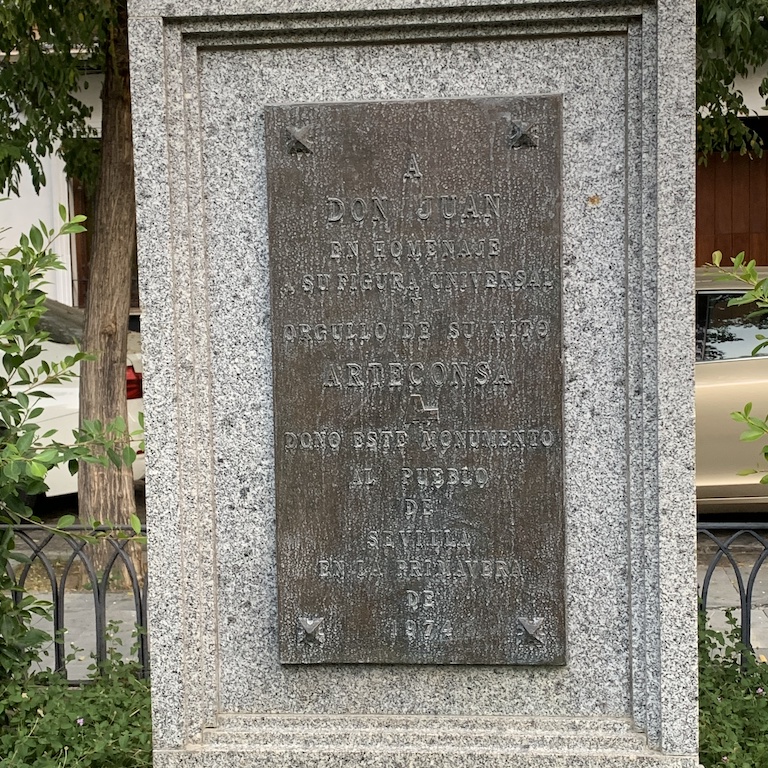 A
DON JUAN
EN HOMENAJE
A SU FIGURA UNIVERSAL
Y
ORGULLO DE SU MITO
ARTECONSA
DONO ESTE MONUMENTO
AL PUEBLO
DE
SEVILLA
EN LA PRIMAVERA
DE
1974